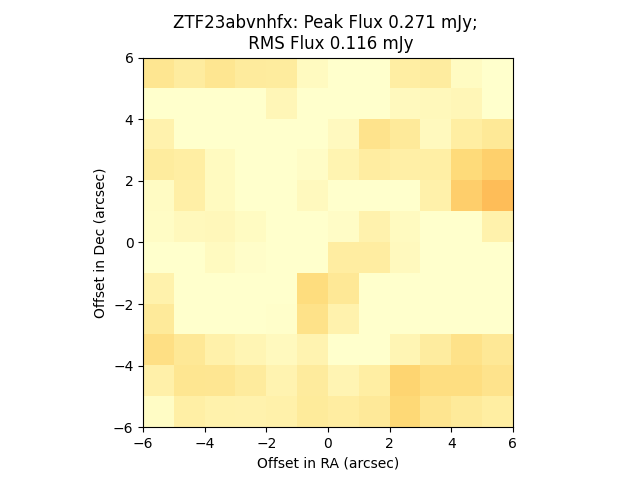 ZTF23abvnhfx: Peak Flux 0.271 mJy;
RMS Flux 0.116 mJy
6
4
2
0
−2
−4
−6
Offset in Dec (arcsec)
−6 −4 −2 0 2 4 6
Offset in RA (arcsec)